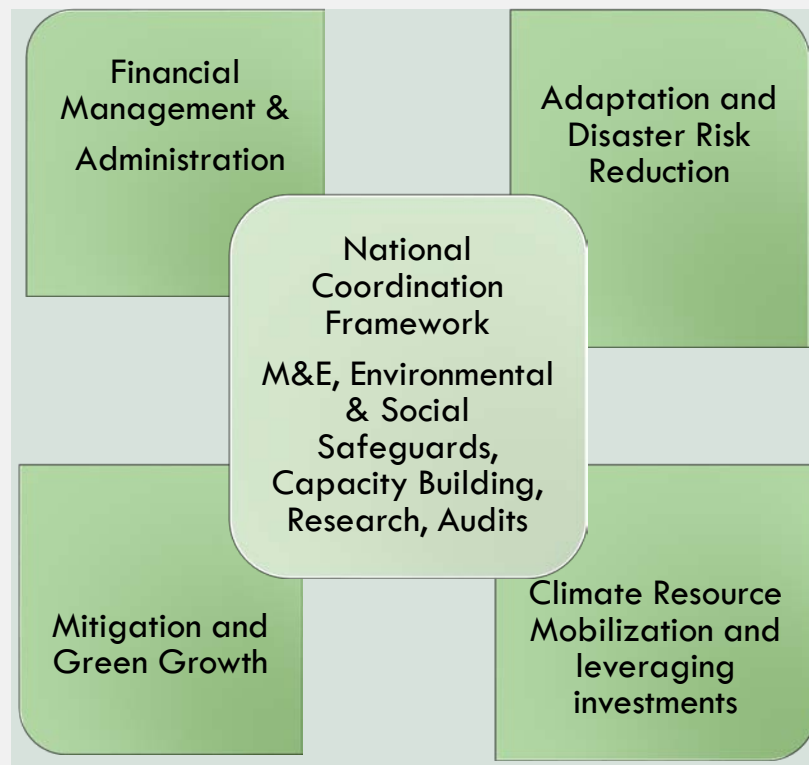 Financial
Management &
Administration
Adaptation and
Disaster Risk
Reduction
National
Coordination
Framework
M&E, Environmental
& Social
Safeguards,
Capacity Building,
Research, Audits
Mitigation and
Green Growth
Climate Resource
Mobilization and
leveraging
investments